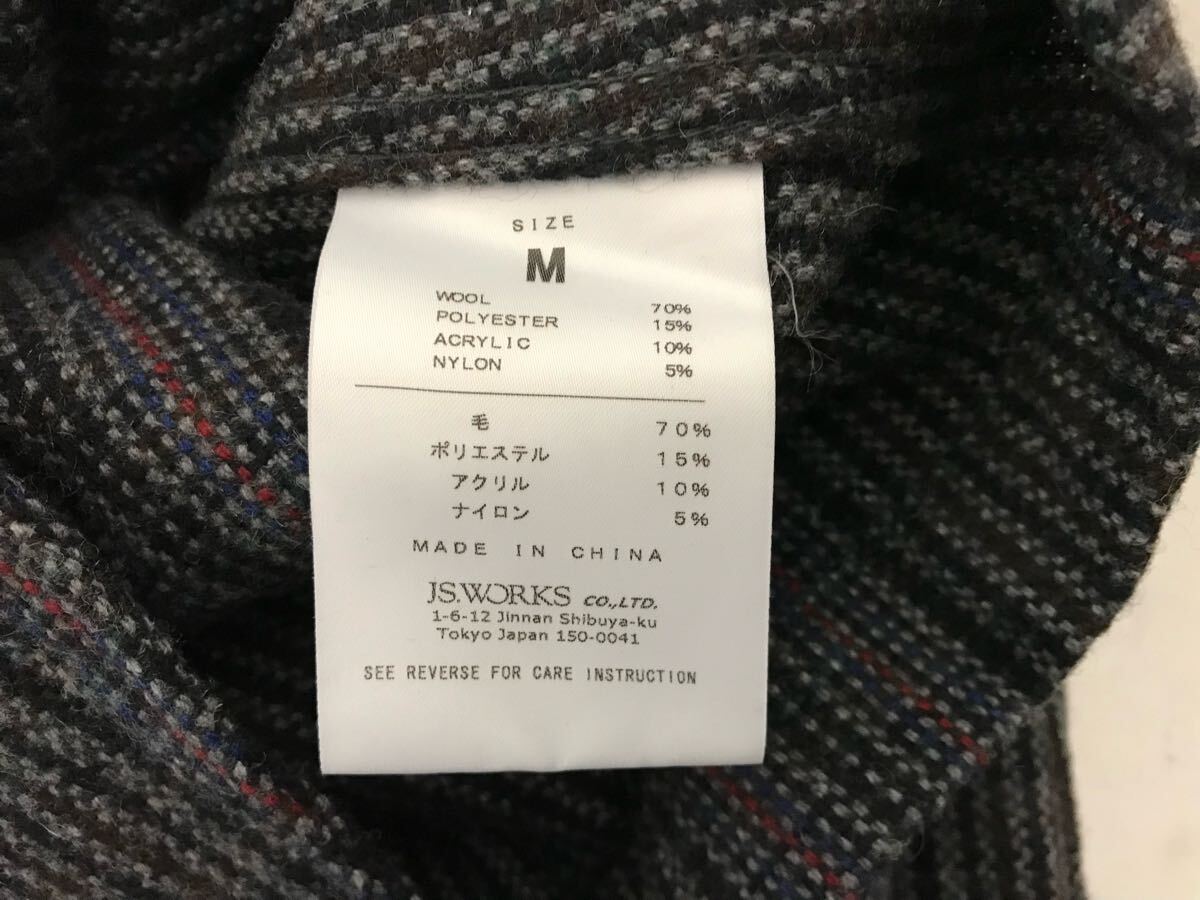 SIZE
M
WOOL 70%
POLYESTER 15%
ACRYLIC 10%
NYLON 5%
毛 70%
ポリエステル 15%
アクリル 10%
ナイロン 5%
MADE IN CHINA
JS.WORKS CO.,LTD.
1-6-12 Jinnan Shibuya-ku
Tokyo Japan 150-0041
SEE REVERSE FOR CARE INSTRUCTION